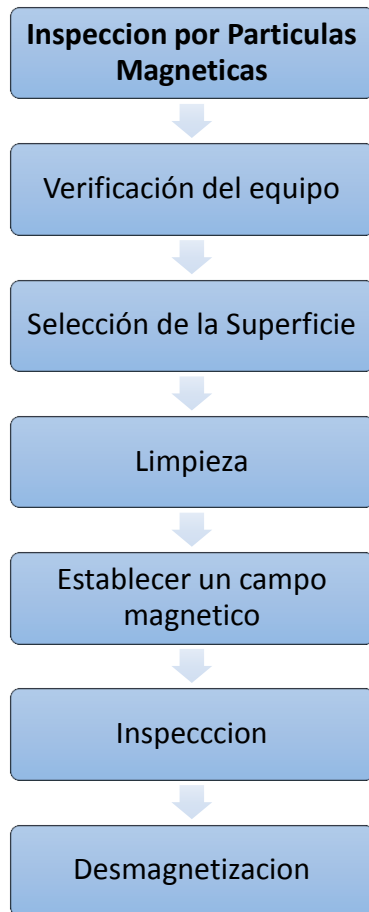 Inspeccion por Particulas
Magneticas
Verificación del equipo
Selección de la Superficie
Limpieza
Establecer un campo
magnetico
Inspecccion
Desmagnetizacion